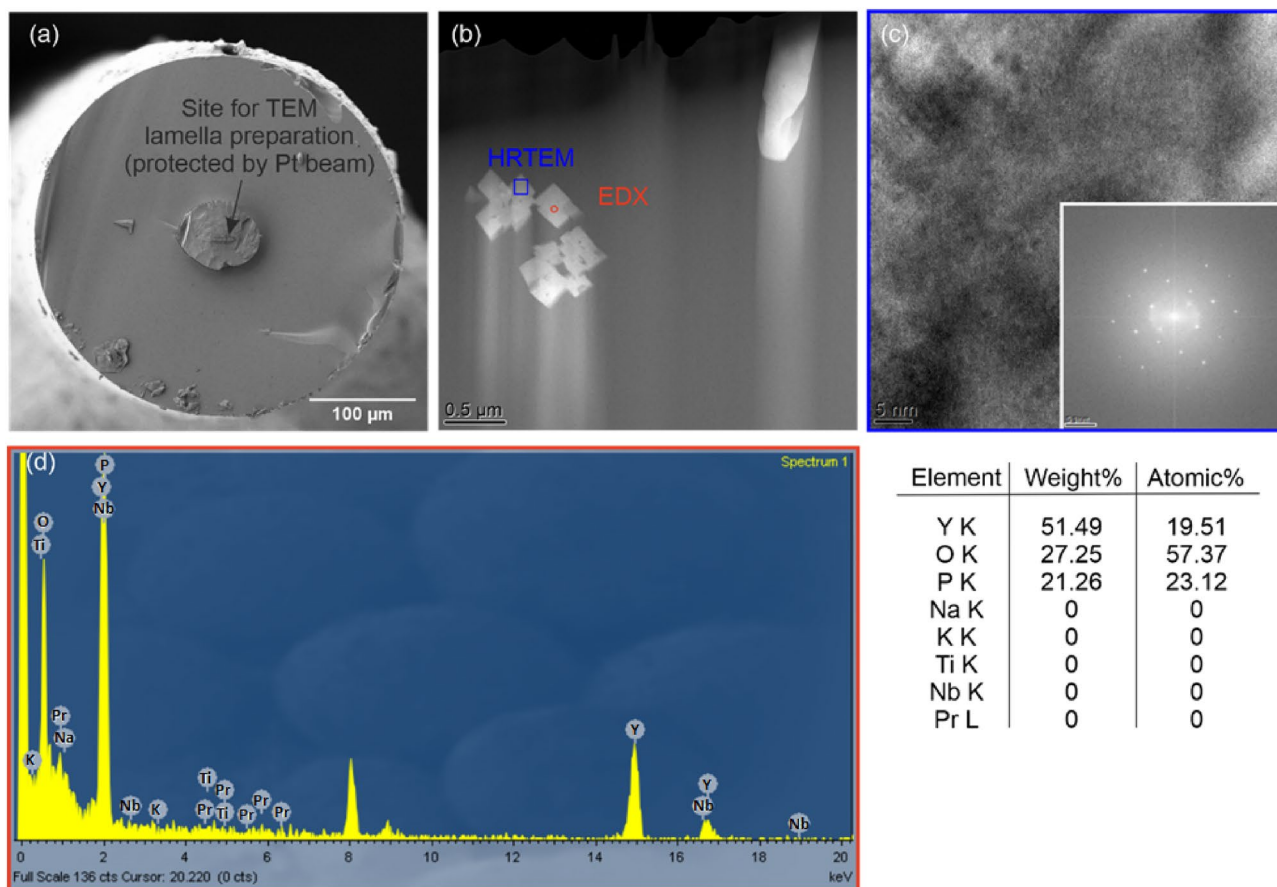 (a)
Site for TEM
lamella preparation
(protected by Pt beam)
100 µm
(b)
HRTEM
EDX
0.5 µm
(c)
5 nm
(d)
Spectrum 1
P
Y
Nb
O
Ti
Pr
Na
K
Nb
K
Ti
Pr
Pr
Ti
Pr
Pr
Pr
Y
Y
Nb
Nb
0 2 4 6 8 10 12 14 16 18 20
Full Scale 136 cts Cursor: 20.220 (0 cts) keV
Element Weight% Atomic%
Y K 51.49 19.51
O K 27.25 57.37
P K 21.26 23.12
Na K 0 0
K K 0 0
Ti K 0 0
Nb K 0 0
Pr L 0 0